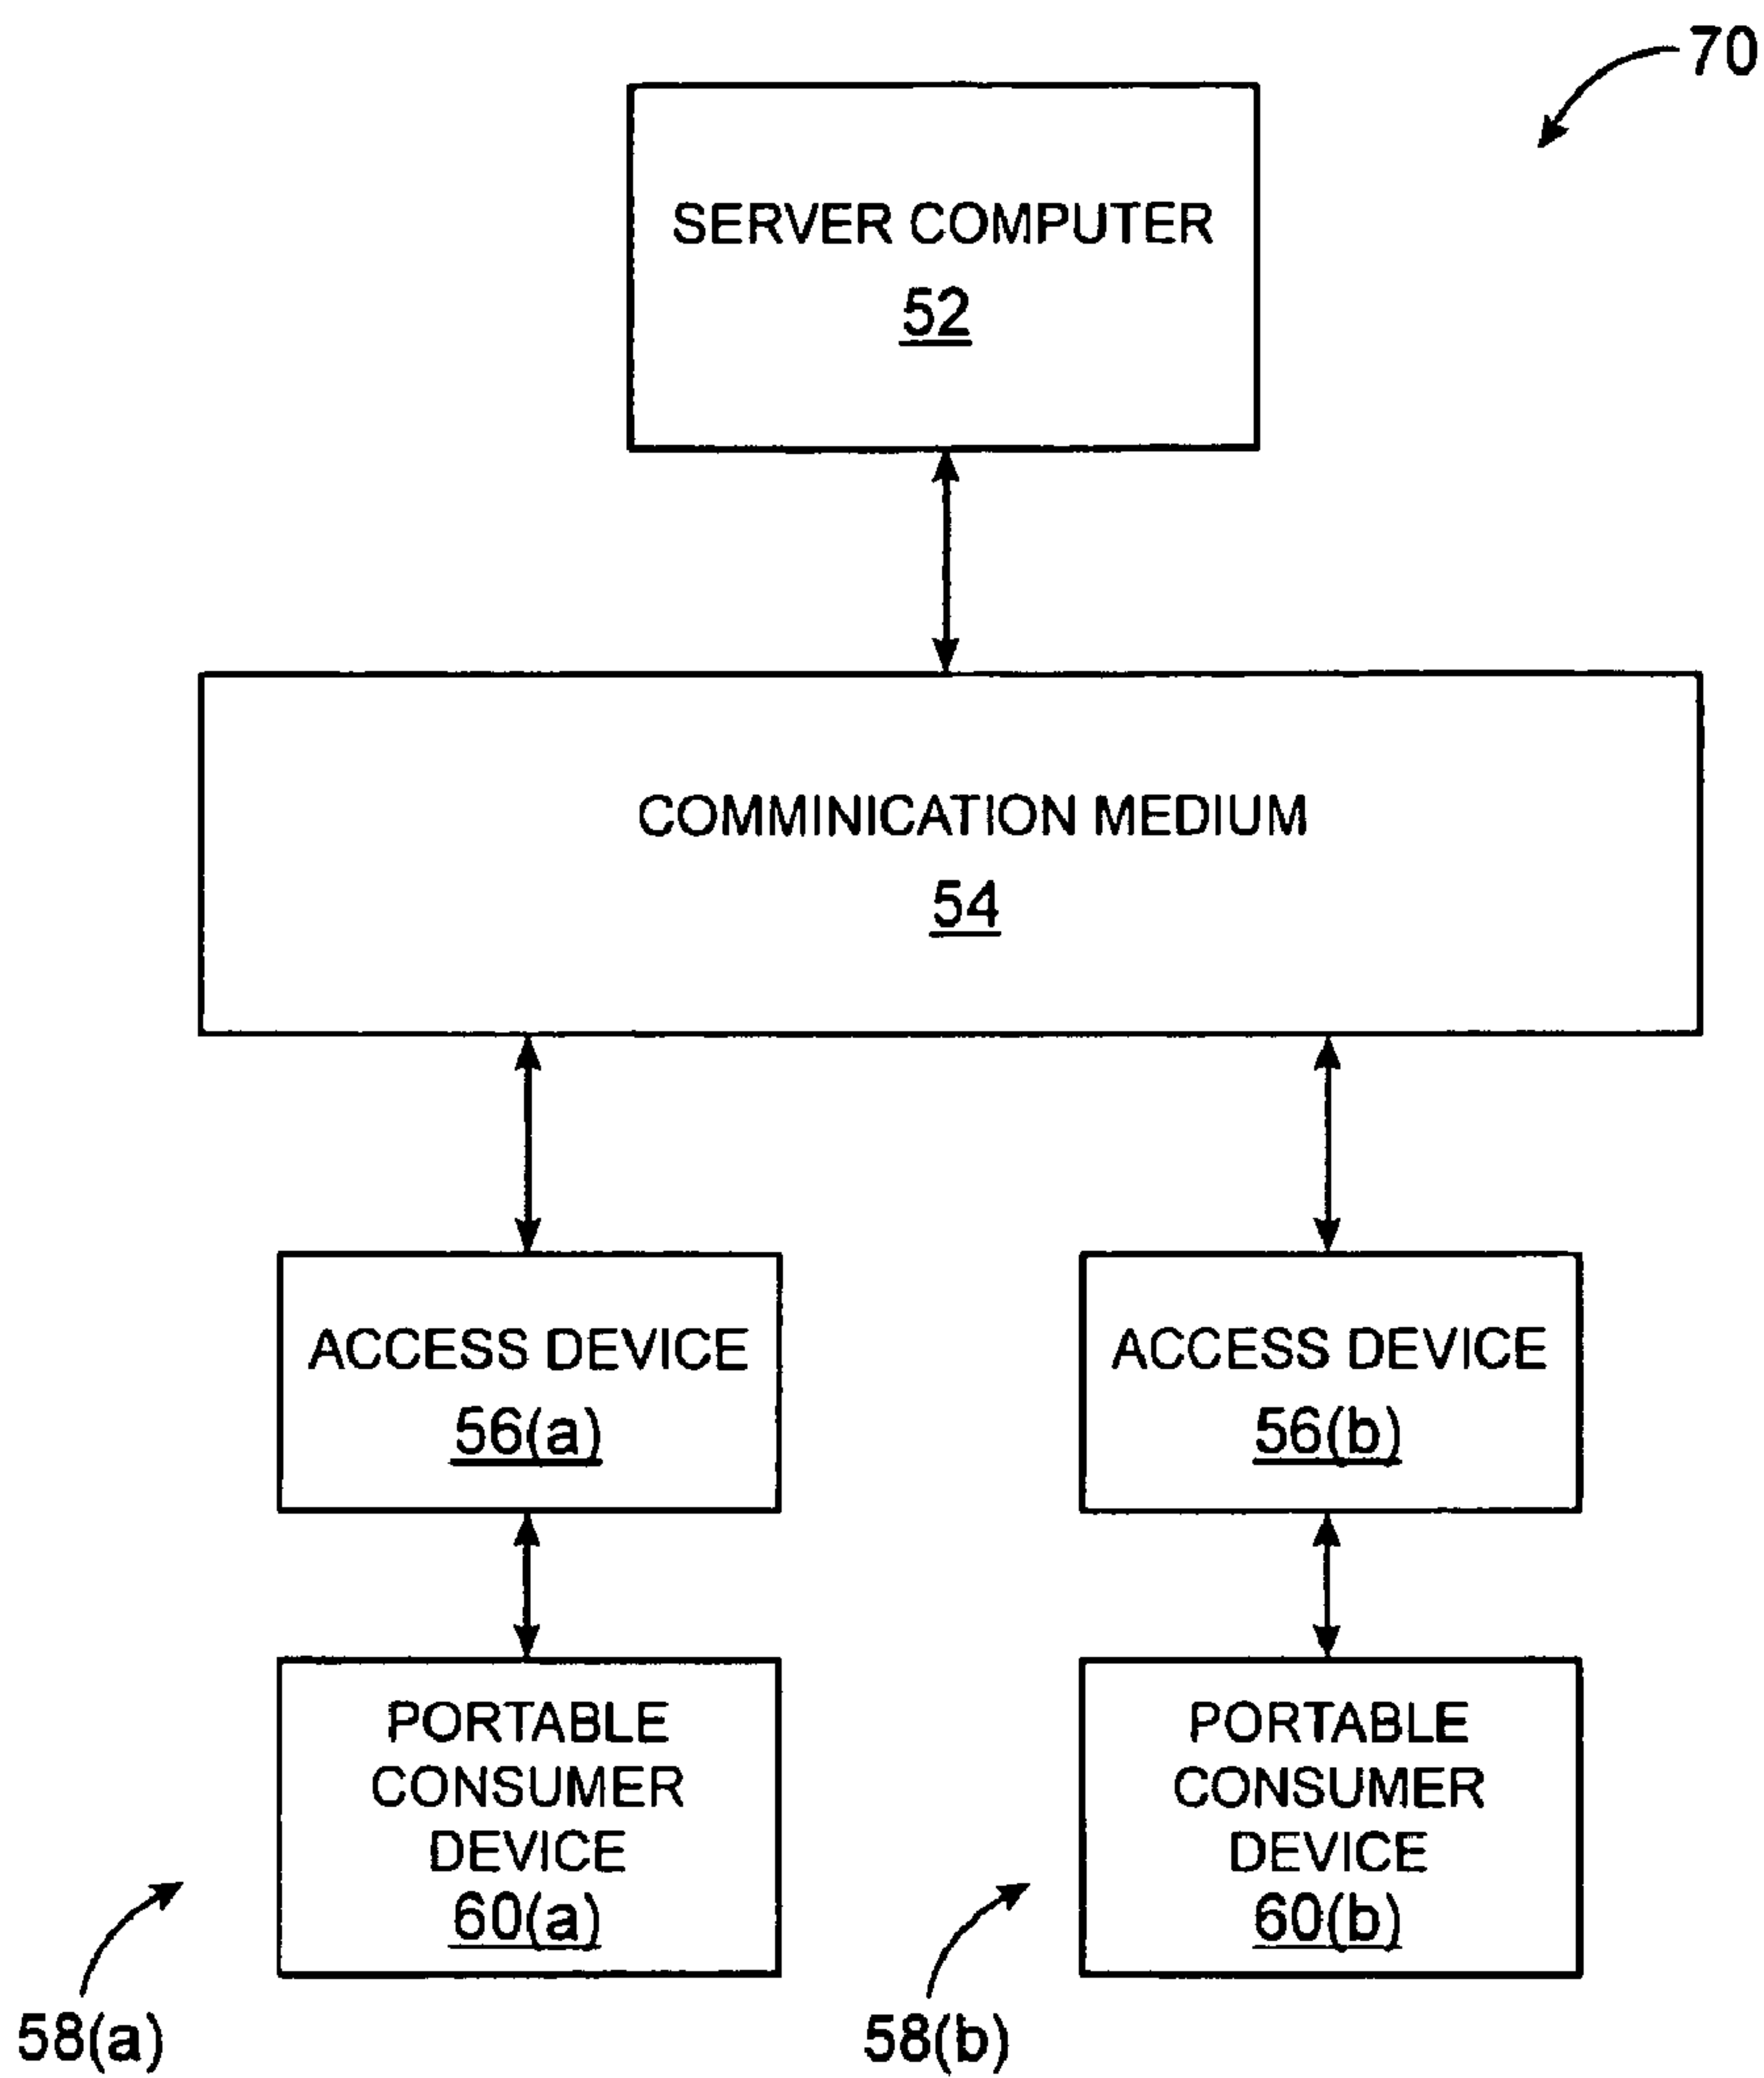 70
SERVER COMPUTER
52
COMMINICATION MEDIUM
54
ACCESS DEVICE
56(a)
ACCESS DEVICE
56(b)
PORTABLE
CONSUMER
DEVICE
60(a)
PORTABLE
CONSUMER
DEVICE
60(b)
58(a)
58(b)